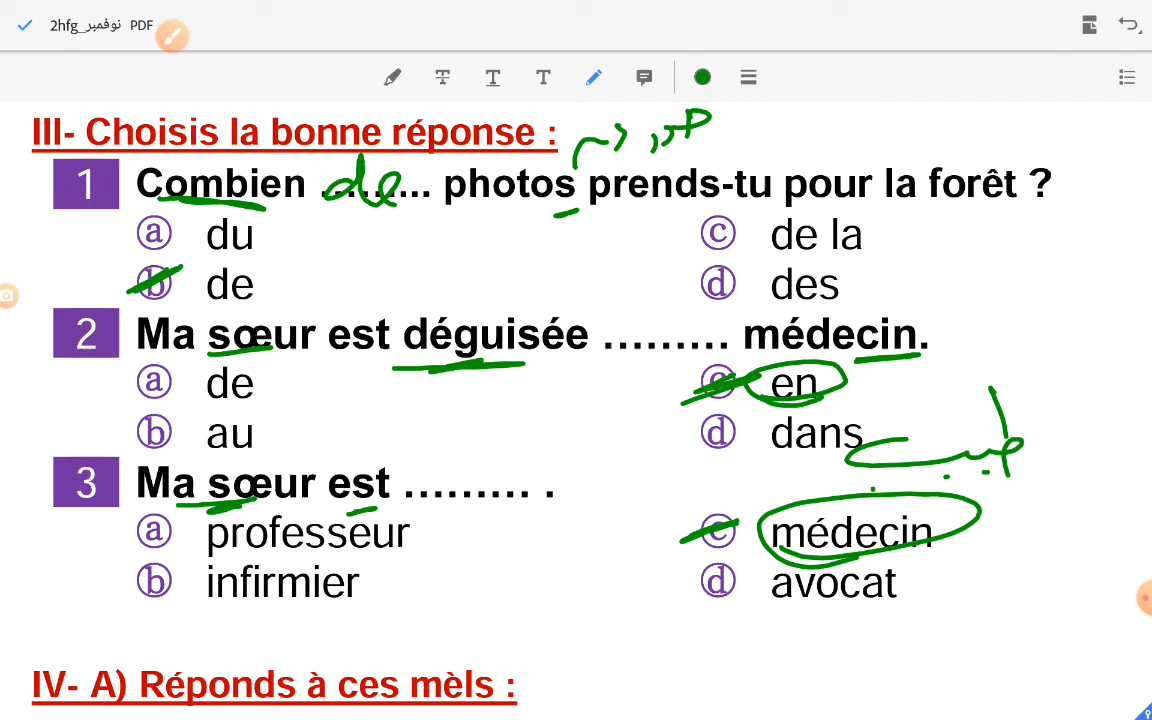 2hfg_نوفمبر PDF
III- Choisis la bonne réponse :
1 Combien de ......... photos prends-tu pour la forêt ?
a du
c de la
b de
d des
2 Ma sœur est déguisée ……… médecin.
a de
c en
b au
d dans
3 Ma sœur est ……… .
a professeur
c médecin
b infirmier
d avocat
IV- A) Réponds à ces mèls :